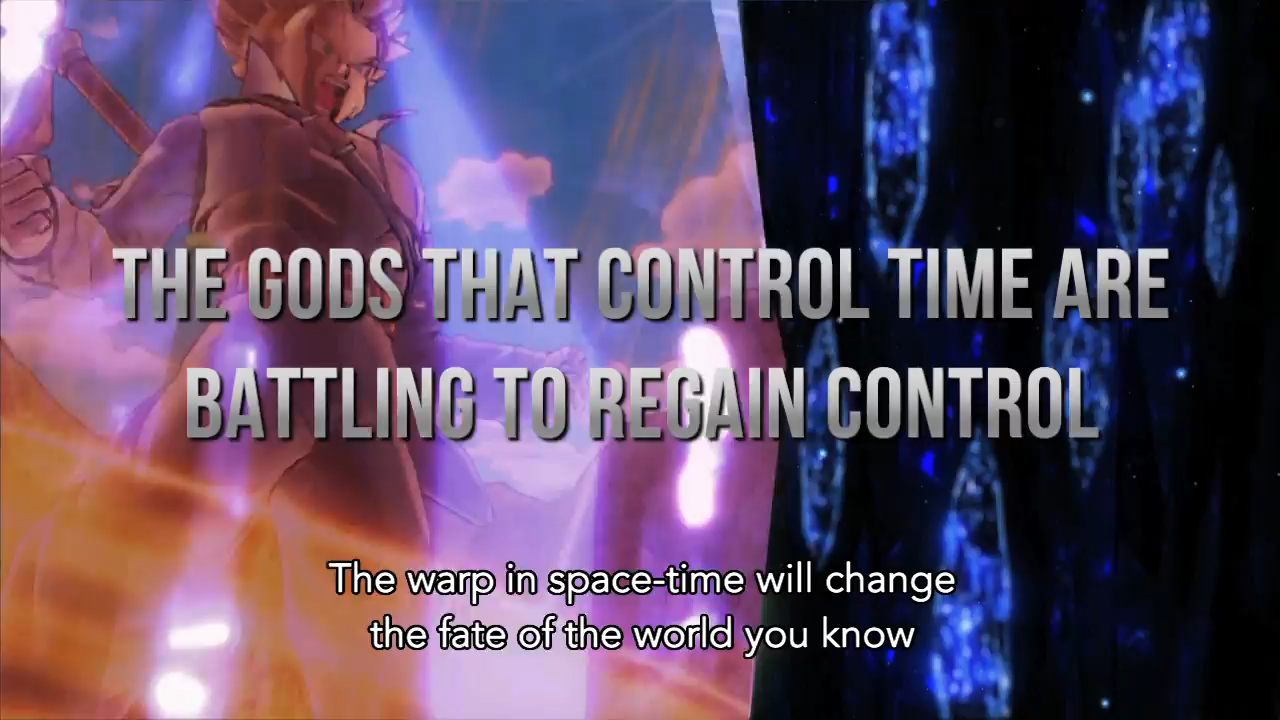 THE GODS THAT CONTROL TIME ARE
BATTLING TO REGAIN CONTROL
The warp in space-time will change
the fate of the world you know